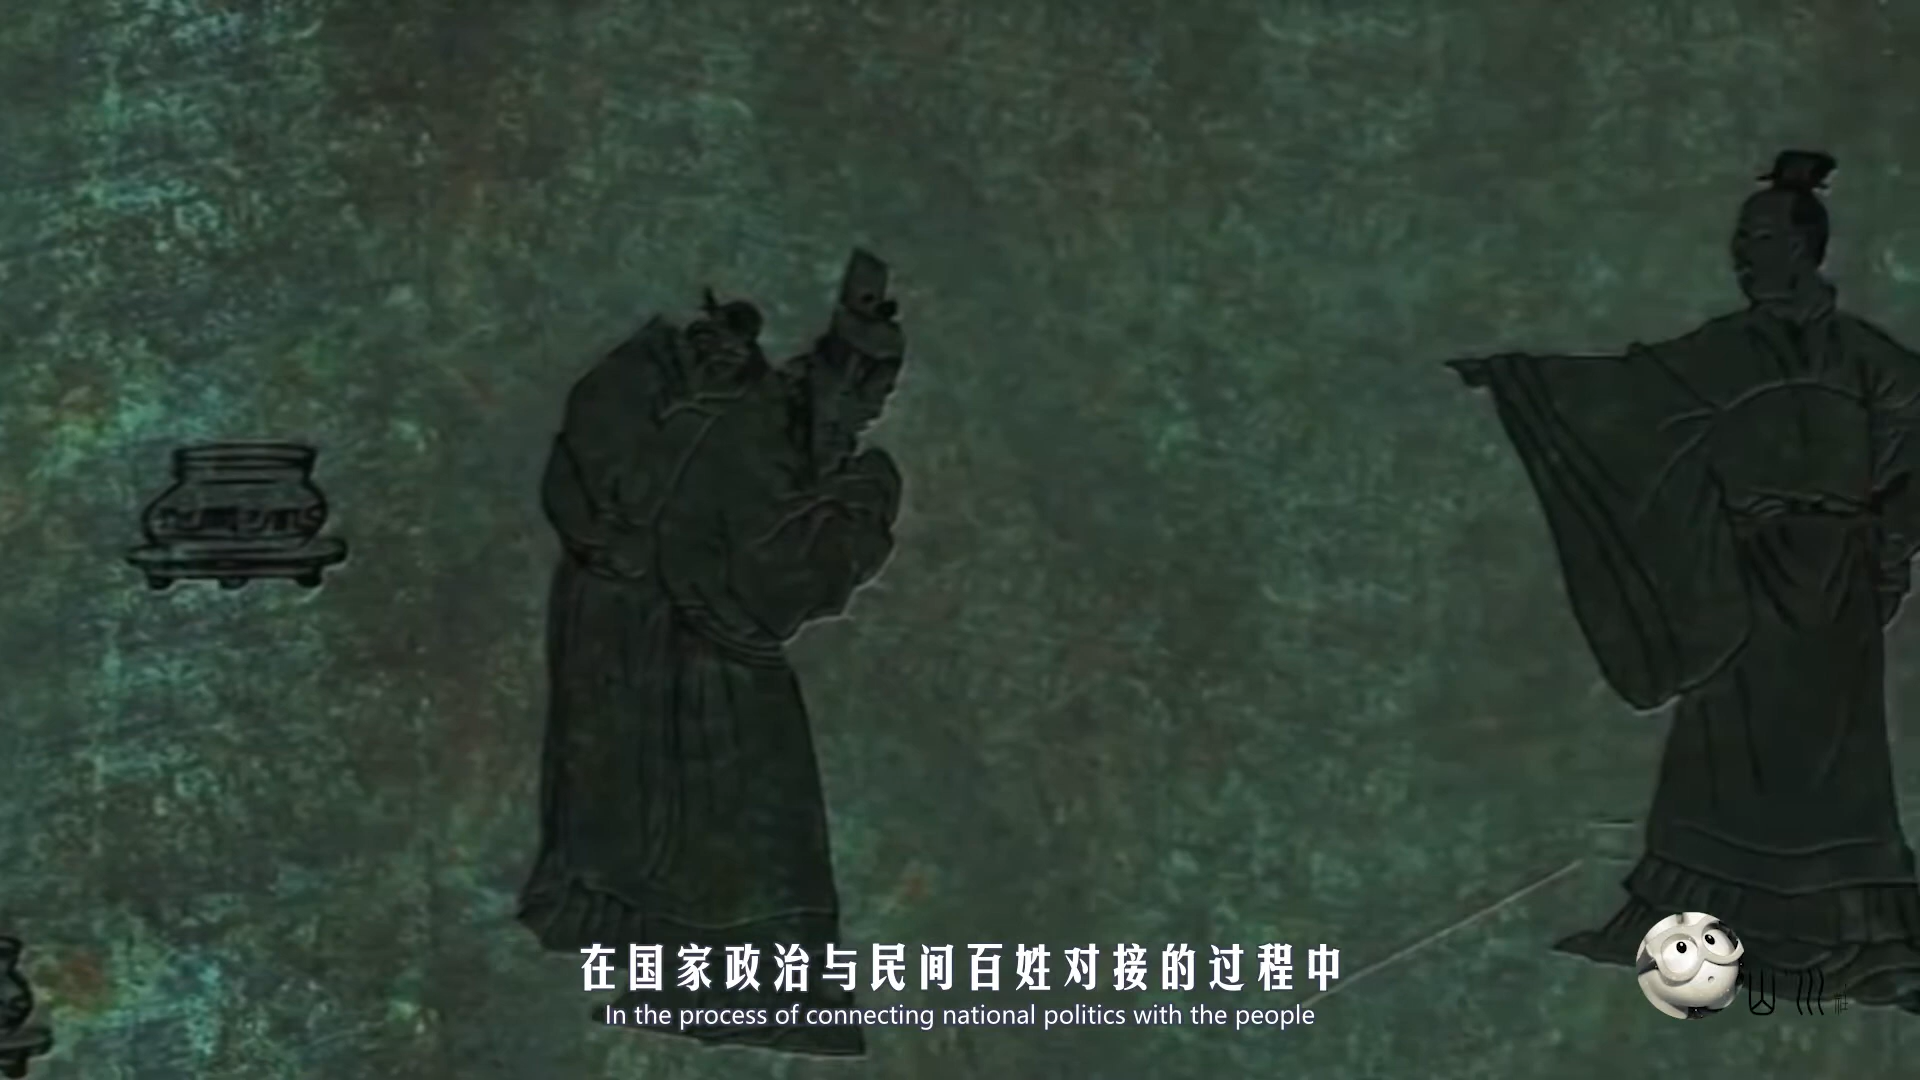 在国家政治与民间百姓对接的过程中
In the process of connecting national politics with the people